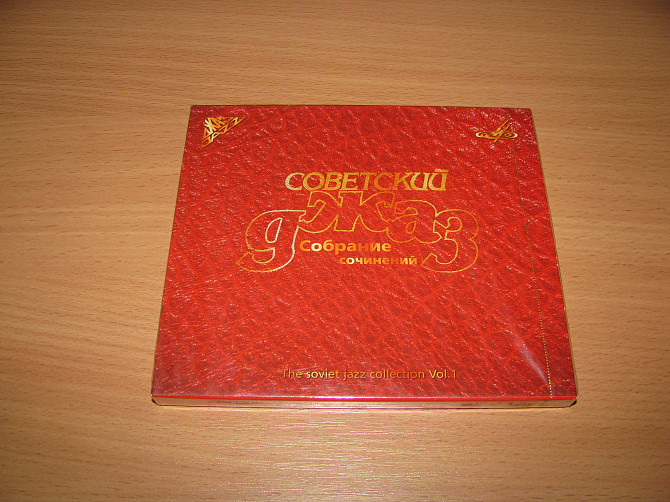 СОВЕТСКИЙ
джаз
Собрание
сочинений
The soviet jazz collection Vol.1